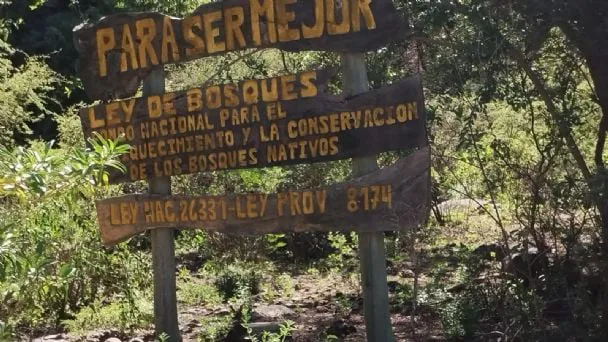 PARA SER MEJOR
LEY DE BOSQUES
NACIONAL PARA EL
QUECIMIENTO Y LA CONSERVACION
DE LOS BOSQUES NATIVOS
LEY NAC. 26331-LEY PROV 8174